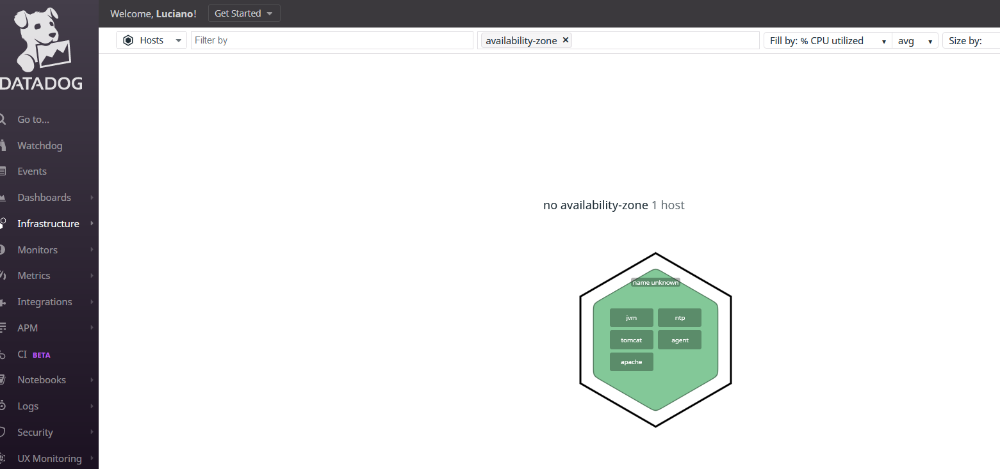 DATADOG
Go to...
Watchdog
Events
Dashboards
Infrastructure
Monitors
Metrics
Integrations
APM
CI BETA
Notebooks
Logs
Security
UX Monitoring
Welcome, Luciano! Get Started
Hosts Filter by availability-zone × Fill by: % CPU utilized avg Size by:
no availability-zone 1 host
name unknown
jvm ntp
tomcat agent
apache